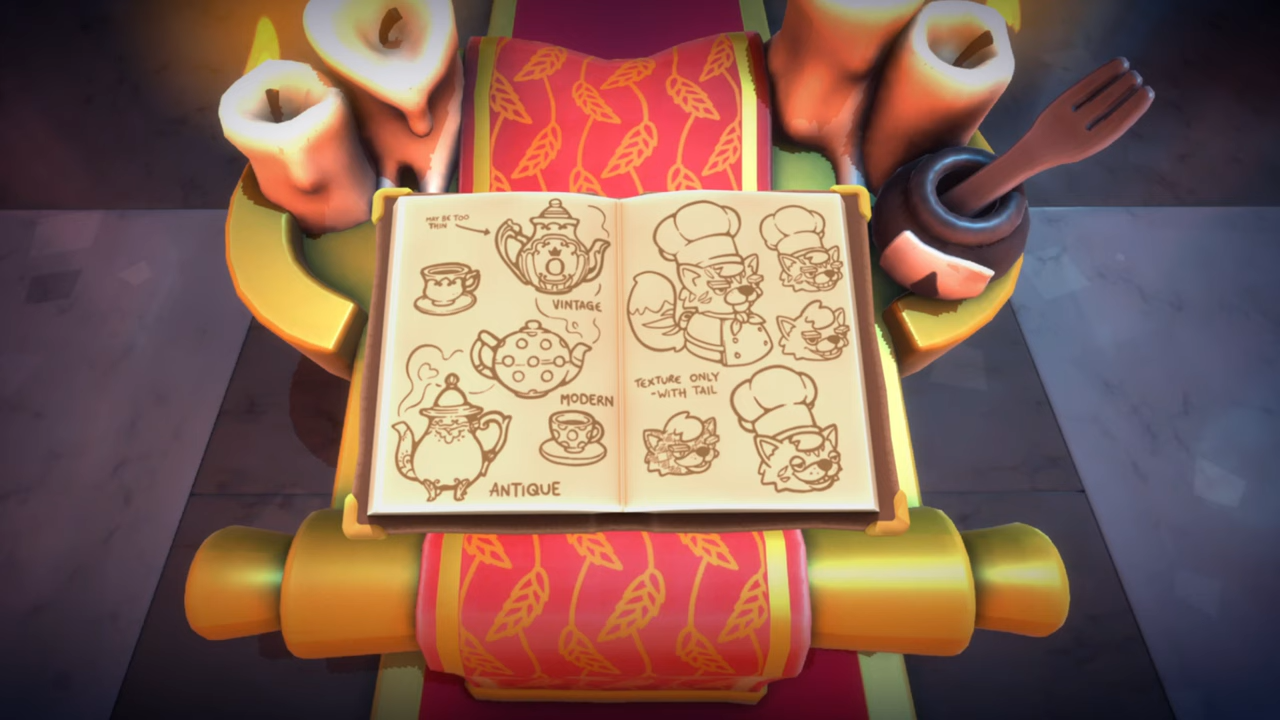 MAY BE TOO
THIN
VINTAGE
MODERN
ANTIQUE
TEXTURE ONLY
-WITH TAIL